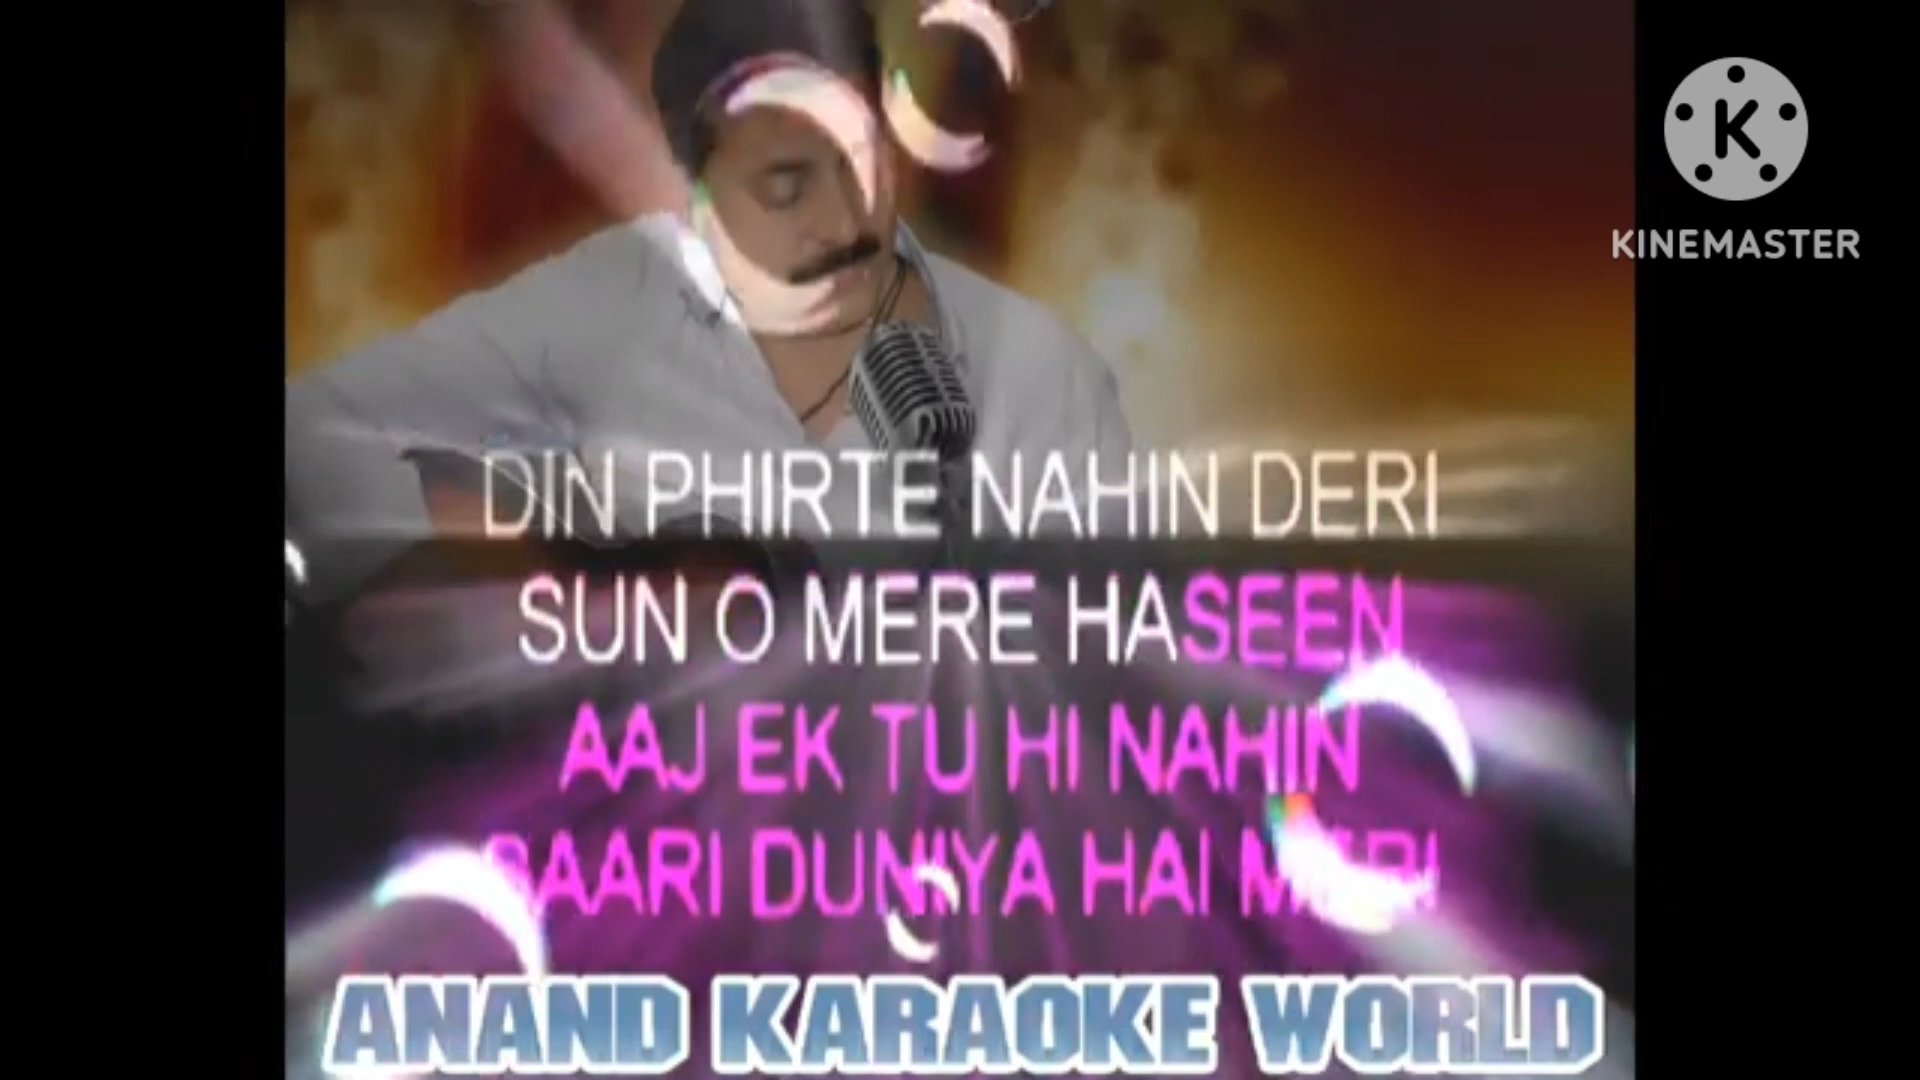 K
KINEMASTER
DIN PHIRTE NAHIN DERI
SUN O MERE HASEEN
AAJ EK TU HI NAHIN
SAARI DUNIYA HAI MERI
ANAND KARAOKE WORLD